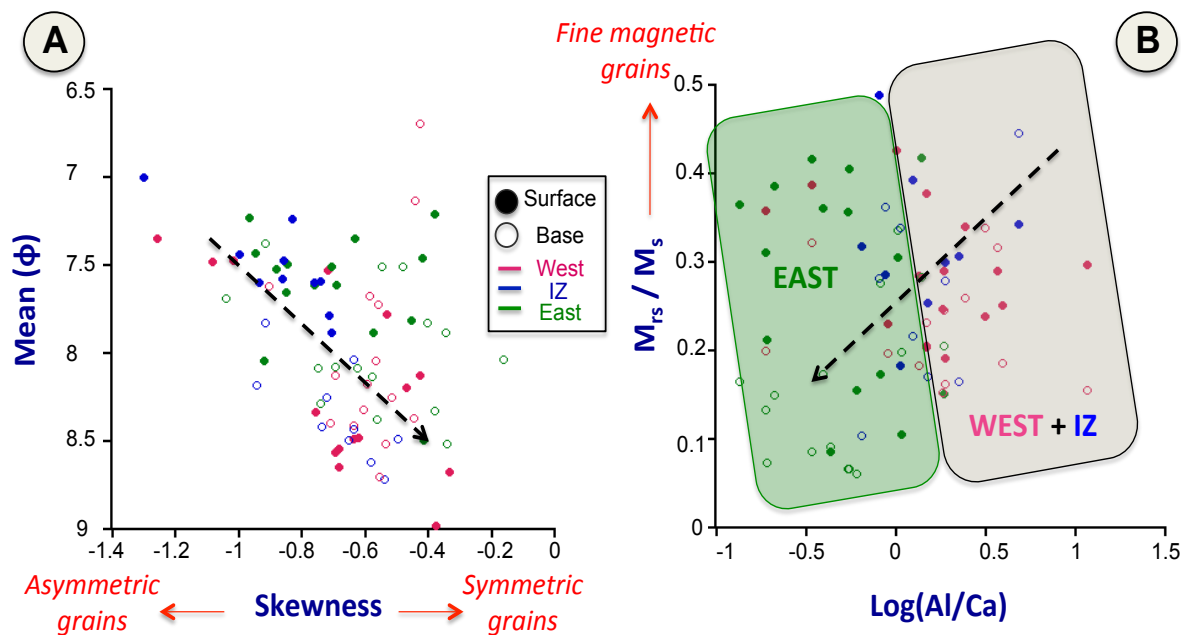 A
Mean (ϕ)
6.5
7
7.5
8
8.5
9
-1.4
-1.2
-1
-0.8
-0.6
-0.4
-0.2
0
Asymmetric
grains
Skewness
Symmetric
grains
Surface
Base
West
IZ
East
Fine magnetic
grains
B
Mrs / Ms
0.5
0.4
0.3
0.2
0.1
0
EAST
WEST + IZ
-1
-0.5
0
0.5
1
1.5
Log(Al/Ca)